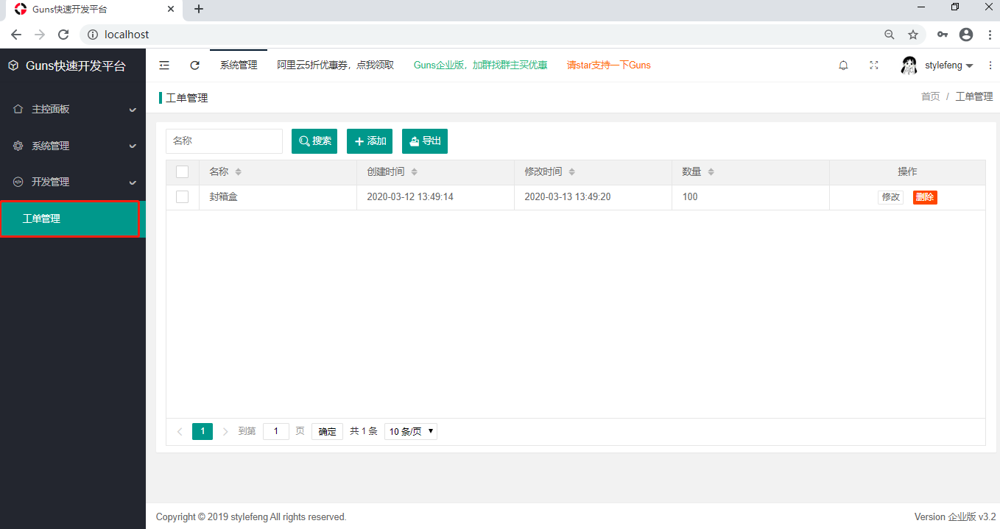 Guns快速开发平台
localhost
Guns快速开发平台
系统管理 阿里云5折优惠券，点我领取 Guns企业版，加群找群主买优惠 请star支持一下Guns stylefeng
工单管理 首页 / 工单管理
主控面板
系统管理
开发管理
工单管理
名称 搜索 添加 导出
名称 创建时间 修改时间 数量 操作
封箱盒 2020-03-12 13:49:14 2020-03-13 13:49:20 100 修改 删除
1 到第 1 页 确定 共 1 条 10 条/页
Copyright © 2019 stylefeng All rights reserved. Version 企业版 v3.2